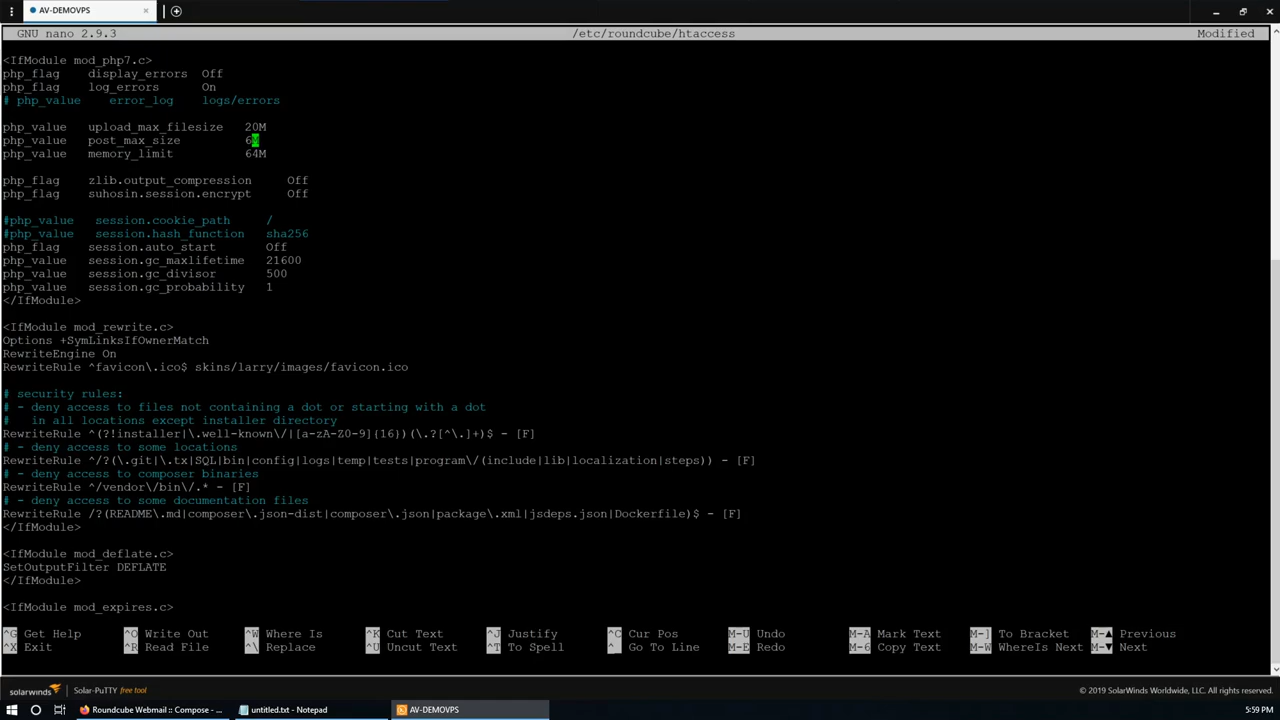 AV-DEMOVPS
GNU nano 2.9.3 /etc/roundcube/htaccess Modified
<IfModule mod_php7.c>
php_flag display_errors Off
php_flag log_errors On
# php_value error_log logs/errors
php_value upload_max_filesize 20M
php_value post_max_size 6M
php_value memory_limit 64M
php_flag zlib.output_compression Off
php_flag suhosin.session.encrypt Off
#php_value session.cookie_path /
#php_value session.hash_function sha256
php_flag session.auto_start Off
php_value session.gc_maxlifetime 21600
php_value session.gc_divisor 500
php_value session.gc_probability 1
</IfModule>
<IfModule mod_rewrite.c>
Options +SymLinksIfOwnerMatch
RewriteEngine On
RewriteRule ^favicon\.ico$ skins/larry/images/favicon.ico
# security rules:
# - deny access to files not containing a dot or starting with a dot
# in all locations except installer directory
RewriteRule ^(?!installer|\.well-known\/|[a-zA-Z0-9]{16})(\.?[^\.]+)$ - [F]
# - deny access to some locations
RewriteRule ^/?(\.git|\.tx|SQL|bin|config|logs|temp|tests|program\/(include|lib|localization|steps)) - [F]
# - deny access to composer binaries
RewriteRule ^/vendor\/bin\/.* - [F]
# - deny access to some documentation files
RewriteRule /?(README\.md|composer\.json-dist|composer\.json|package\.xml|jsdeps.json|Dockerfile)$ - [F]
</IfModule>
<IfModule mod_deflate.c>
SetOutputFilter DEFLATE
</IfModule>
<IfModule mod_expires.c>
^G Get Help ^O Write Out ^W Where Is ^K Cut Text ^J Justify ^C Cur Pos M-U Undo M-A Mark Text M-] To Bracket M-▲ Previous
^X Exit ^R Read File ^\ Replace ^U Uncut Text ^T To Spell ^_ Go To Line M-E Redo M-6 Copy Text M-W WhereIs Next M-▼ Next
solarwinds Solar-PuTTY free tool © 2019 SolarWinds Worldwide, LLC. All rights reserved.
Roundcube Webmail :: Compose - ... untitled.txt - Notepad AV-DEMOVPS 5:59 PM